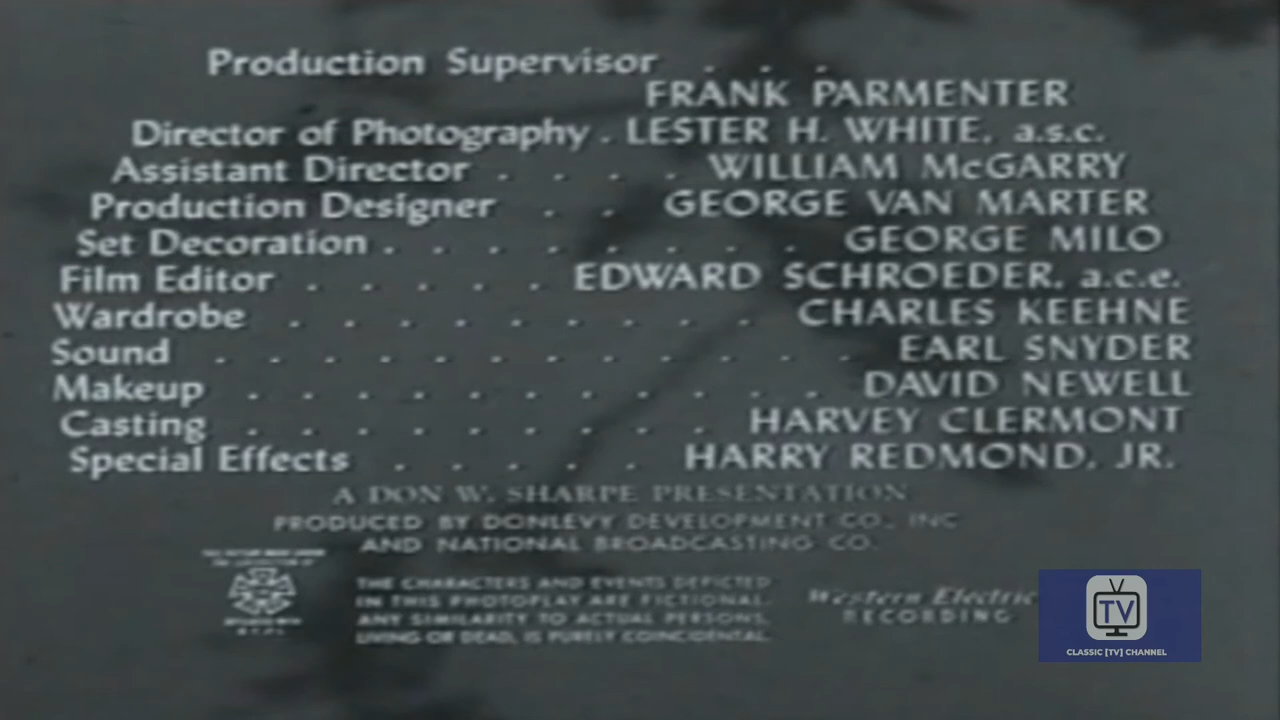 Production Supervisor . . .
FRANK PARMENTER
Director of Photography . LESTER H. WHITE, a.s.c.
Assistant Director . . . . WILLIAM McGARRY
Production Designer . . GEORGE VAN MARTER
Set Decoration . . . . . . . . GEORGE MILO
Film Editor . . . . . EDWARD SCHROEDER, a.c.e.
Wardrobe . . . . . . . . . CHARLES KEEHNE
Sound . . . . . . . . . . . . EARL SNYDER
Makeup . . . . . . . . . . . DAVID NEWELL
Casting . . . . . . . . . HARVEY CLERMONT
Special Effects . . . . . HARRY REDMOND, JR.
A DON W. SHARPE PRESENTATION
PRODUCED BY DONLEVY DEVELOPMENT CO., INC
AND NATIONAL BROADCASTING CO.
THE CHARACTERS AND EVENTS DEPICTED
IN THIS PHOTOPLAY ARE FICTIONAL.
ANY SIMILARITY TO ACTUAL PERSONS,
LIVING OR DEAD, IS PURELY COINCIDENTAL.
Western Electric
RECORDING
TV
CLASSIC [TV] CHANNEL